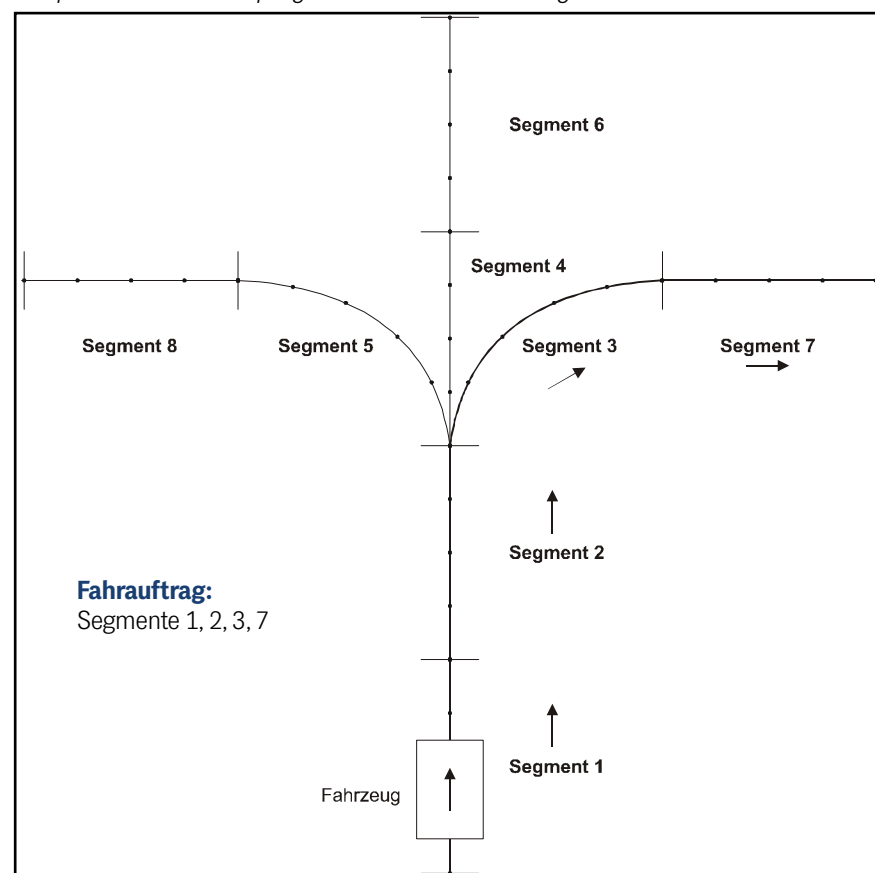 Segment 6
Segment 4
Segment 8
Segment 5
Segment 3
Segment 7
Segment 2
Fahrauftrag:
Segmente 1, 2, 3, 7
Segment 1
Fahrzeug